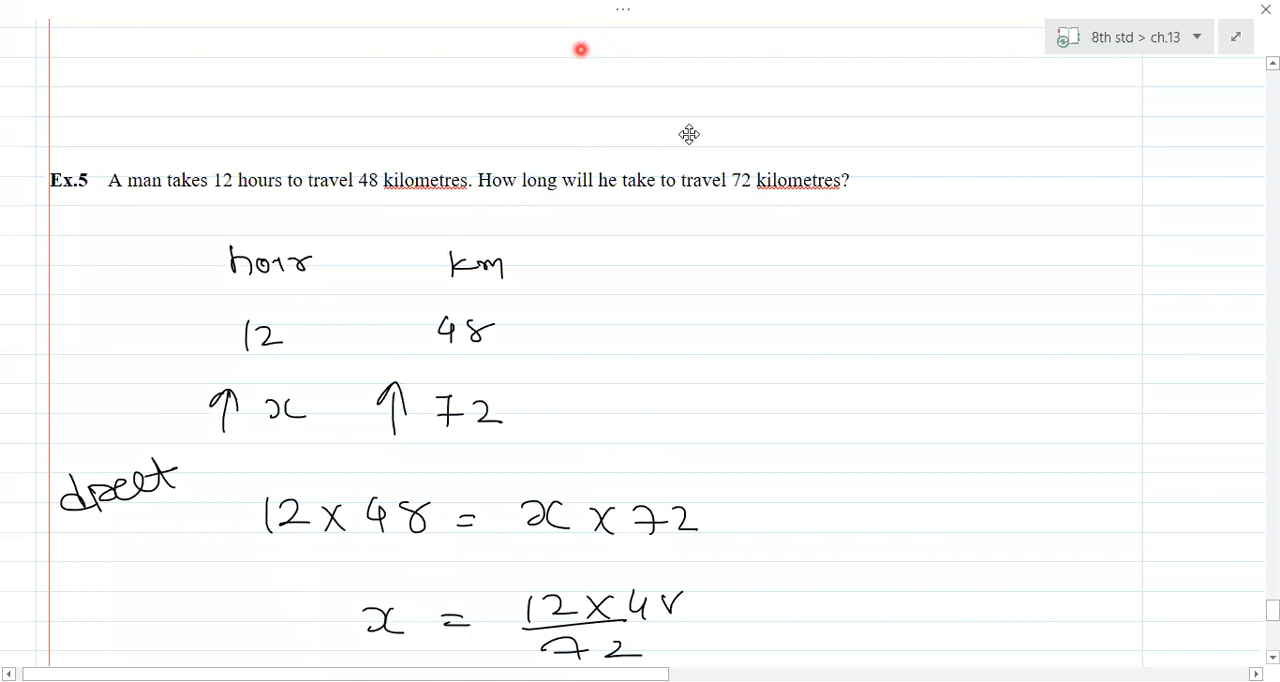 ...
8th std > ch.13
Ex.5 A man takes 12 hours to travel 48 kilometres. How long will he take to travel 72 kilometres?
hour km
12 48
↑ x ↑ 72
direct
12 × 48 = x × 72
x = 12 × 48
72